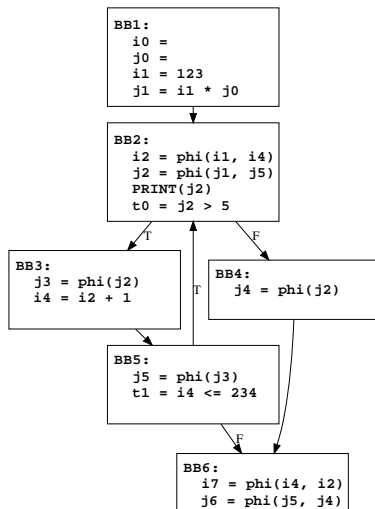 BB1:
i0 =
j0 =
i1 = 123
j1 = i1 * j0
BB2:
i2 = phi(i1, i4)
j2 = phi(j1, j5)
PRINT(j2)
t0 = j2 > 5
T
F
BB3:
j3 = phi(j2)
i4 = i2 + 1
T
BB4:
j4 = phi(j2)
BB5:
j5 = phi(j3)
t1 = i4 <= 234
F
BB6:
i7 = phi(i4, i2)
j6 = phi(j5, j4)